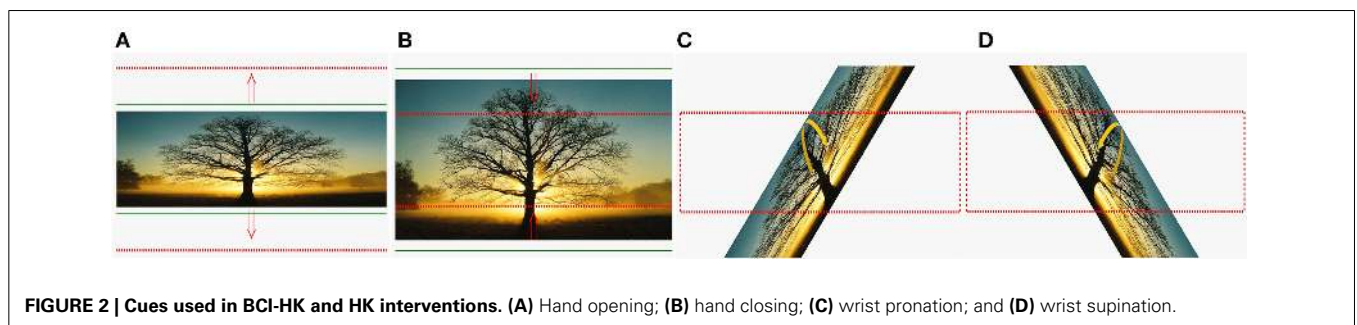 A B C D
FIGURE 2 | Cues used in BCI-HK and HK interventions. (A) Hand opening; (B) hand closing; (C) wrist pronation; and (D) wrist supination.